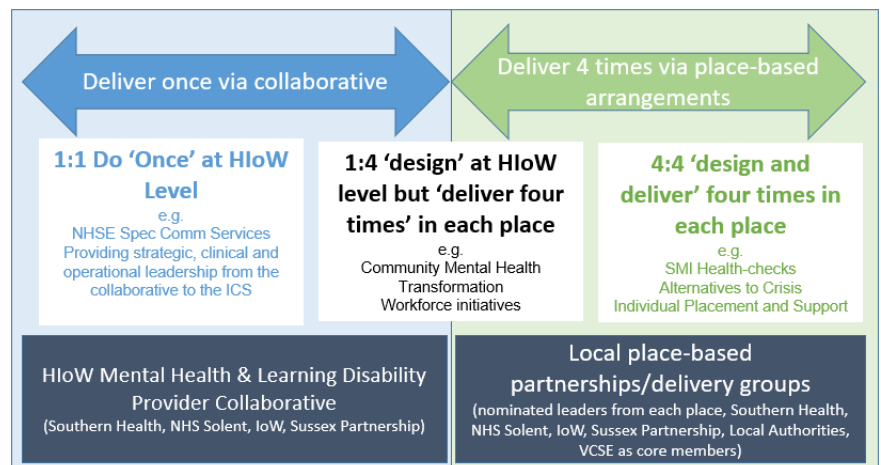 Deliver once via collaborative
Deliver 4 times via place-based
arrangements
1:1 Do ‘Once’ at HIoW
Level
e.g.
NHSE Spec Comm Services
Providing strategic, clinical and
operational leadership from the
collaborative to the ICS
1:4 ‘design’ at HIoW
level but ‘deliver four
times’ in each place
e.g.
Community Mental Health
Transformation
Workforce initiatives
4:4 ‘design and
deliver’ four times in
each place
e.g.
SMI Health-checks
Alternatives to Crisis
Individual Placement and Support
HIoW Mental Health & Learning Disability
Provider Collaborative
(Southern Health, NHS Solent, IoW, Sussex Partnership)
Local place-based
partnerships/delivery groups
(nominated leaders from each place, Southern Health,
NHS Solent, IoW, Sussex Partnership, Local Authorities,
VCSE as core members)